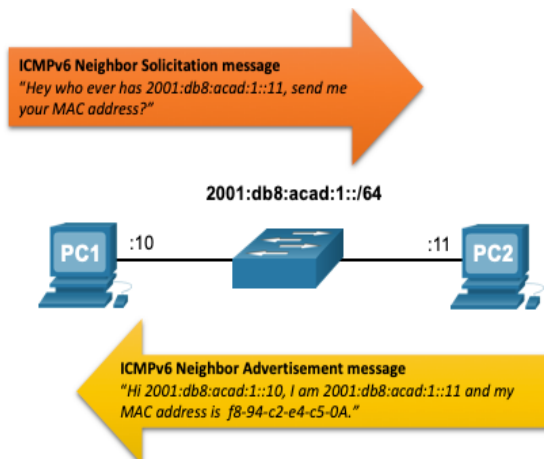 ICMPv6 Neighbor Solicitation message
“Hey who ever has 2001:db8:acad:1::11, send me
your MAC address?”
2001:db8:acad:1::/64
PC1
:10
:11
PC2
ICMPv6 Neighbor Advertisement message
“Hi 2001:db8:acad:1::10, I am 2001:db8:acad:1::11 and my
MAC address is f8-94-c2-e4-c5-0A.”